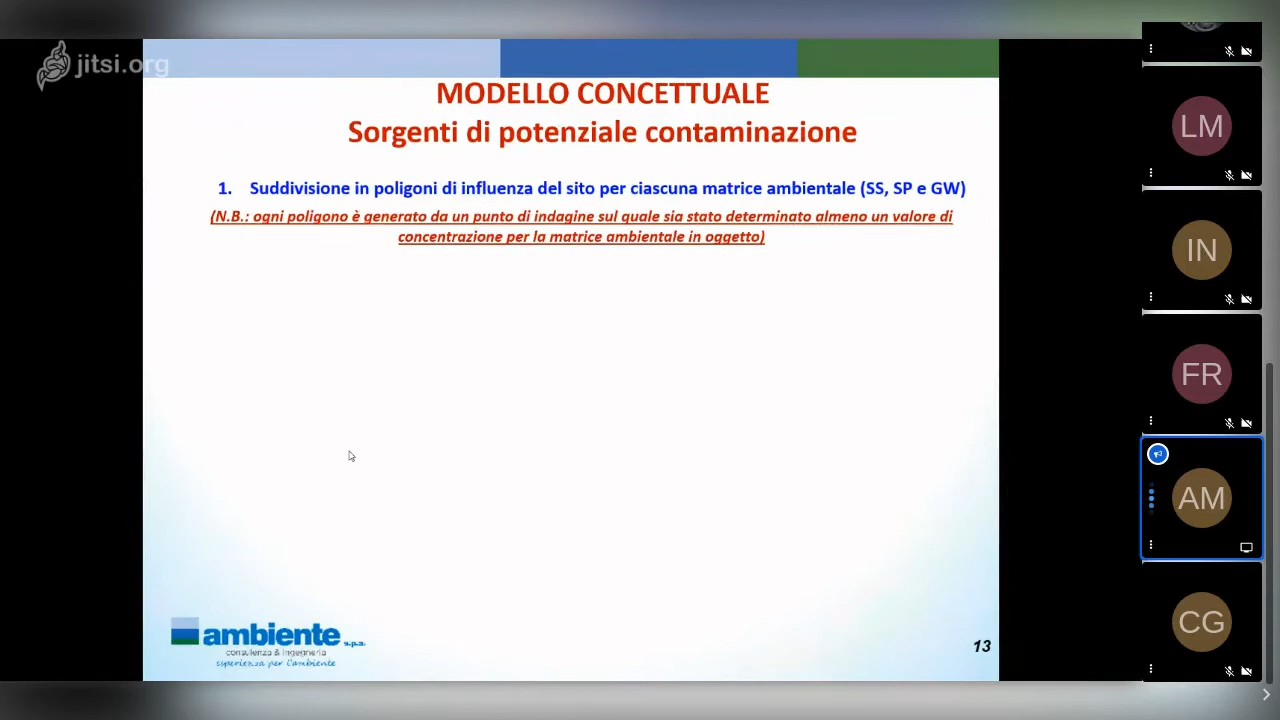 jitsi.org
MODELLO CONCETTUALE
Sorgenti di potenziale contaminazione
1. Suddivisione in poligoni di influenza del sito per ciascuna matrice ambientale (SS, SP e GW)
(N.B.: ogni poligono è generato da un punto di indagine sul quale sia stato determinato almeno un valore di
concentrazione per la matrice ambientale in oggetto)
ambiente s.p.a.
consulenza & ingegneria
esperienza per l'ambiente
13
LM
IN
FR
AM
CG